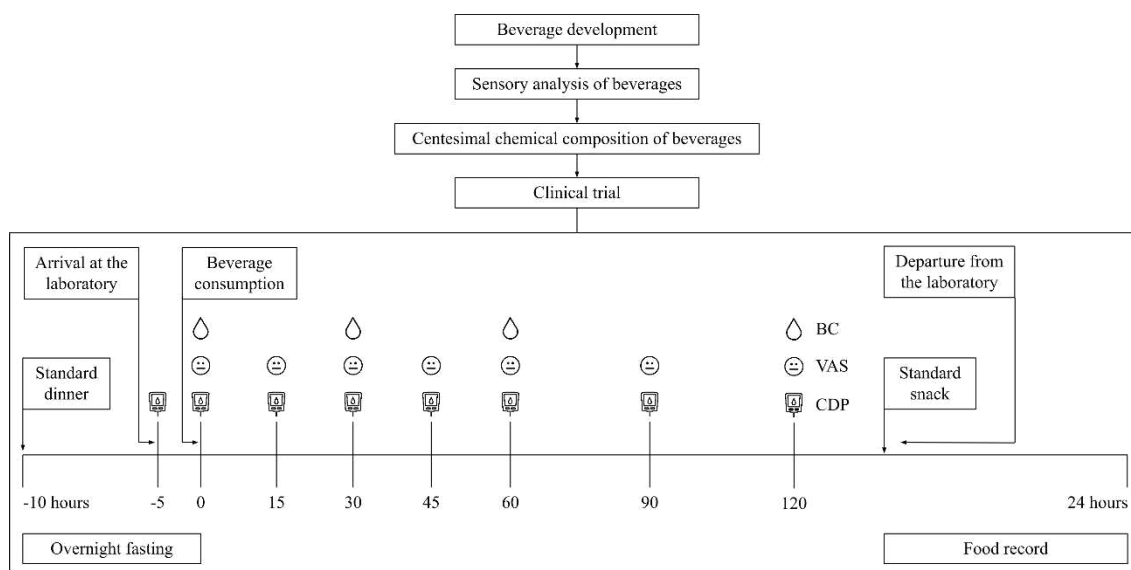 Beverage development
Sensory analysis of beverages
Centesimal chemical composition of beverages
Clinical trial
Arrival at the
laboratory
Beverage
consumption
Departure from
the laboratory
BC
VAS
Standard
dinner
Standard
snack
CDP
-10 hours -5 0 15 30 45 60 90 120 24 hours
Overnight fasting
Food record